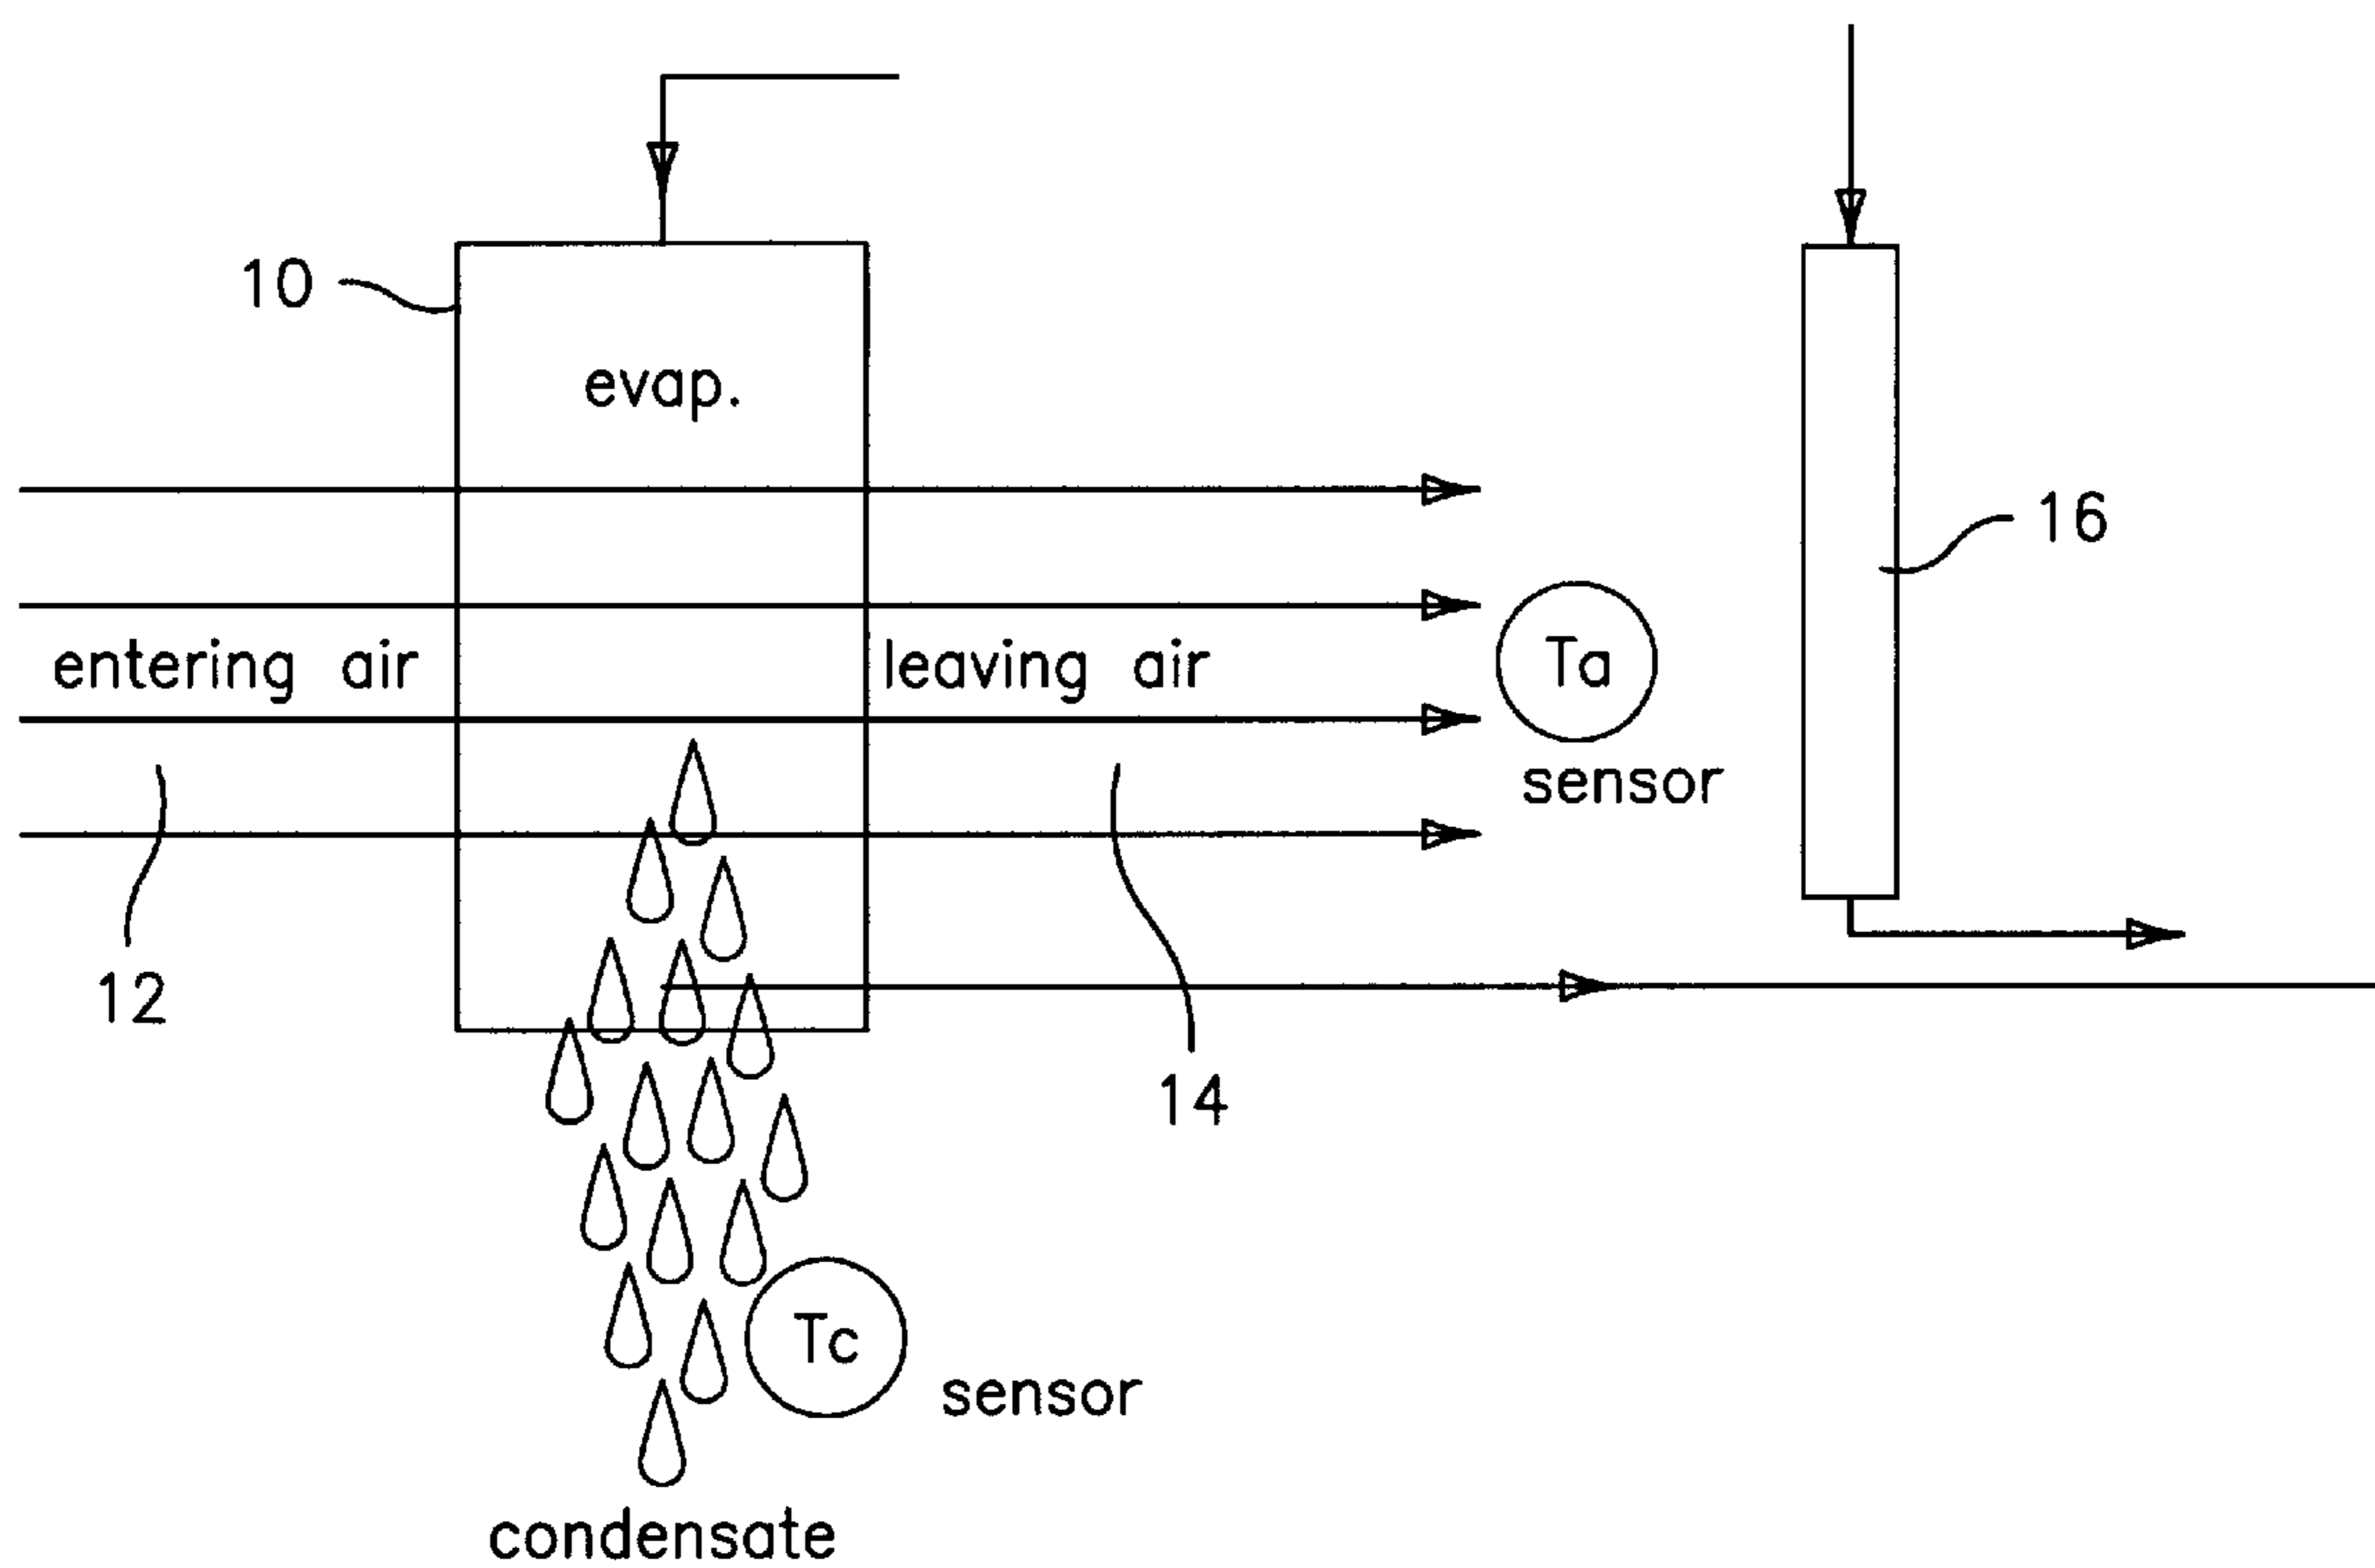 10
evap.
16
entering air
leaving air
Ta
sensor
12
14
Tc
sensor
condensate